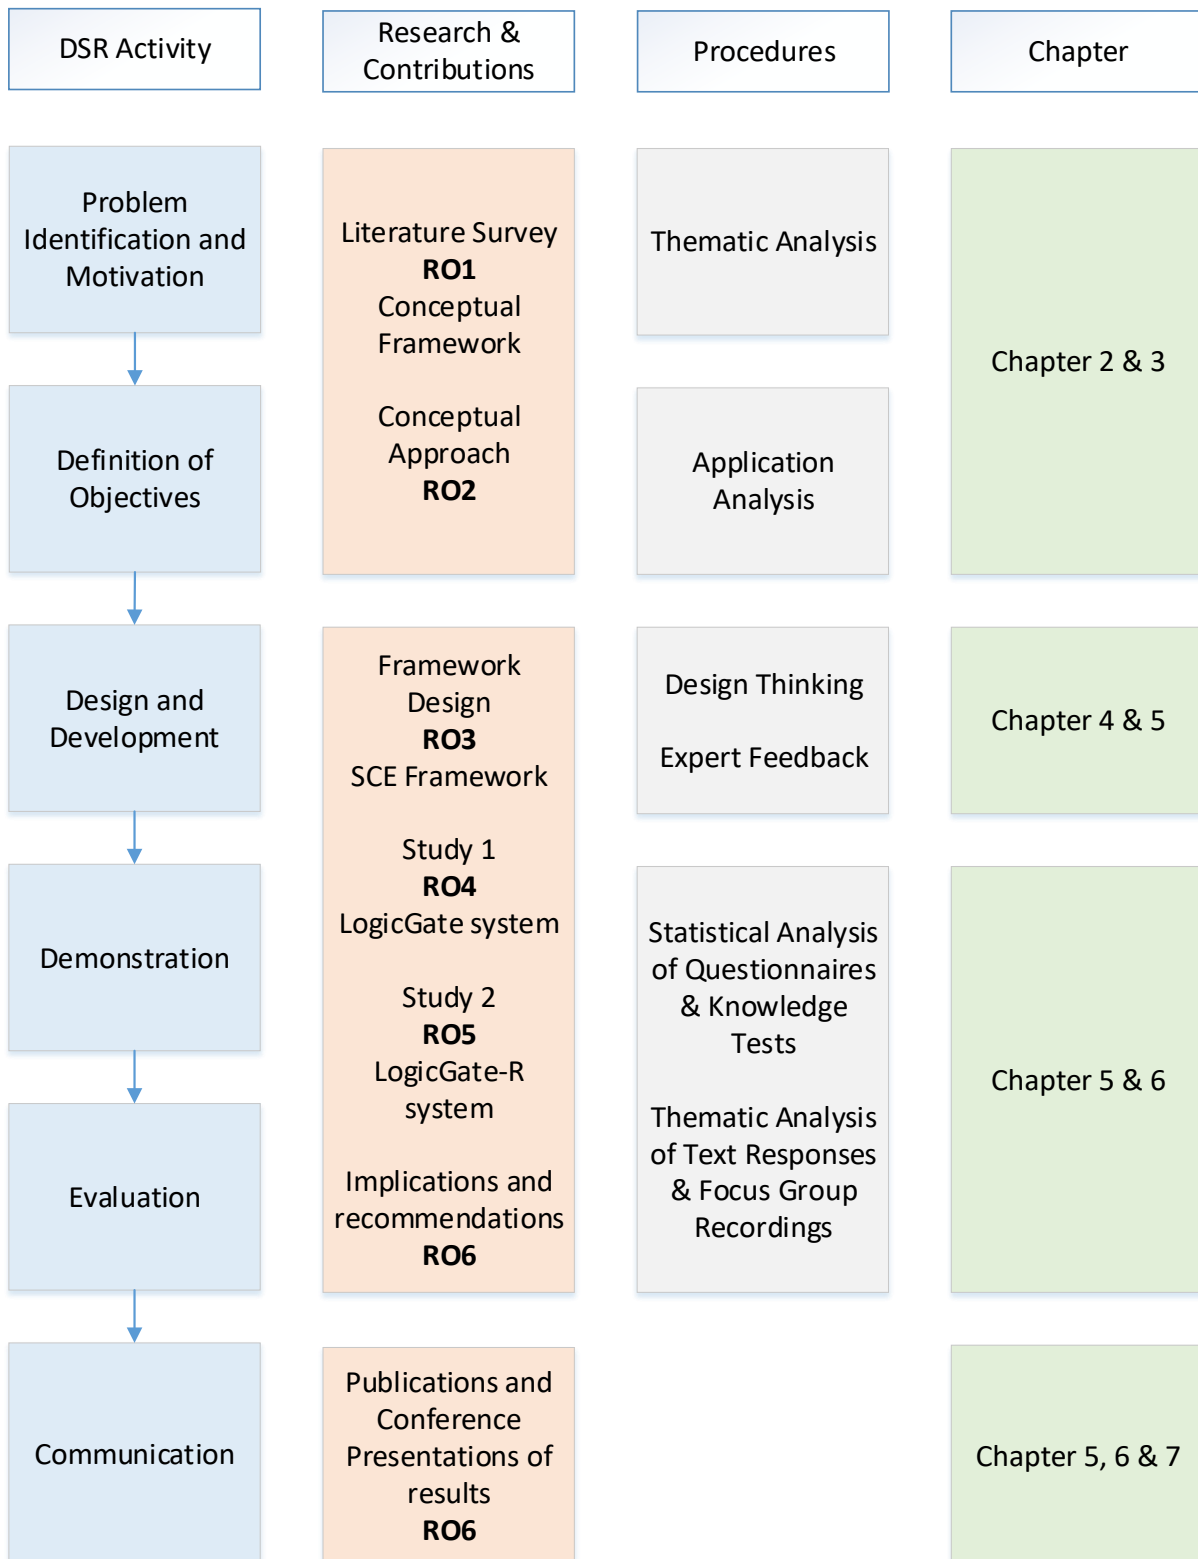 DSR Activity
Research &
Contributions
Procedures
Chapter
Problem
Identification and
Motivation
Literature Survey
RO1
Conceptual
Framework
Conceptual
Approach
RO2
Thematic Analysis
Chapter 2 & 3
Definition of
Objectives
Application
Analysis
Design and
Development
Framework
Design
RO3
SCE Framework
Study 1
RO4
LogicGate system
Study 2
RO5
LogicGate-R
system
Implications and
recommendations
RO6
Design Thinking
Expert Feedback
Chapter 4 & 5
Demonstration
Statistical Analysis
of Questionnaires
& Knowledge
Tests
Thematic Analysis
of Text Responses
& Focus Group
Recordings
Chapter 5 & 6
Evaluation
Communication
Publications and
Conference
Presentations of
results
RO6
Chapter 5, 6 & 7